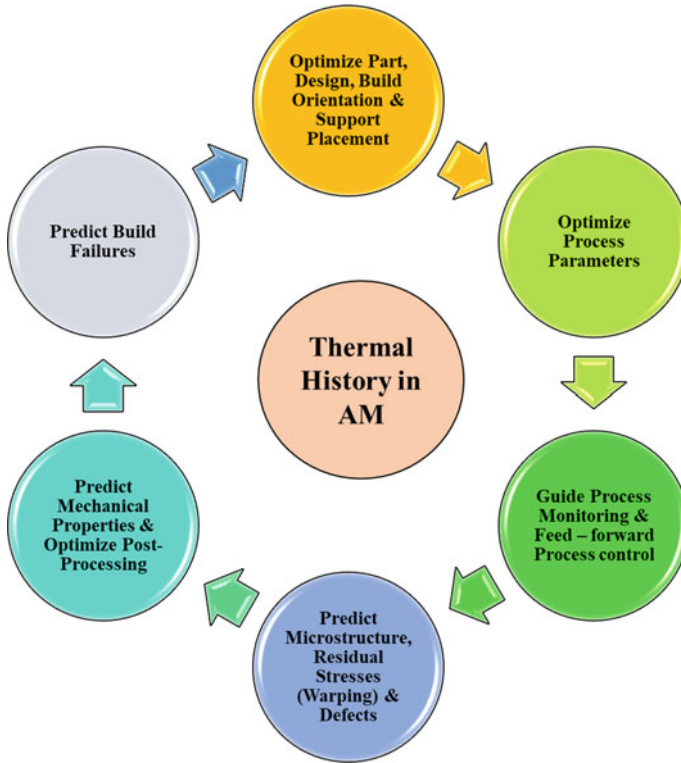 Optimize Part,
Design, Build
Orientation &
Support
Placement
Optimize
Process
Parameters
Guide Process
Monitoring &
Feed – forward
Process control
Predict
Microstructure,
Residual
Stresses
(Warping) &
Defects
Predict
Mechanical
Properties &
Optimize Post-
Processing
Predict Build
Failures
Thermal
History in
AM